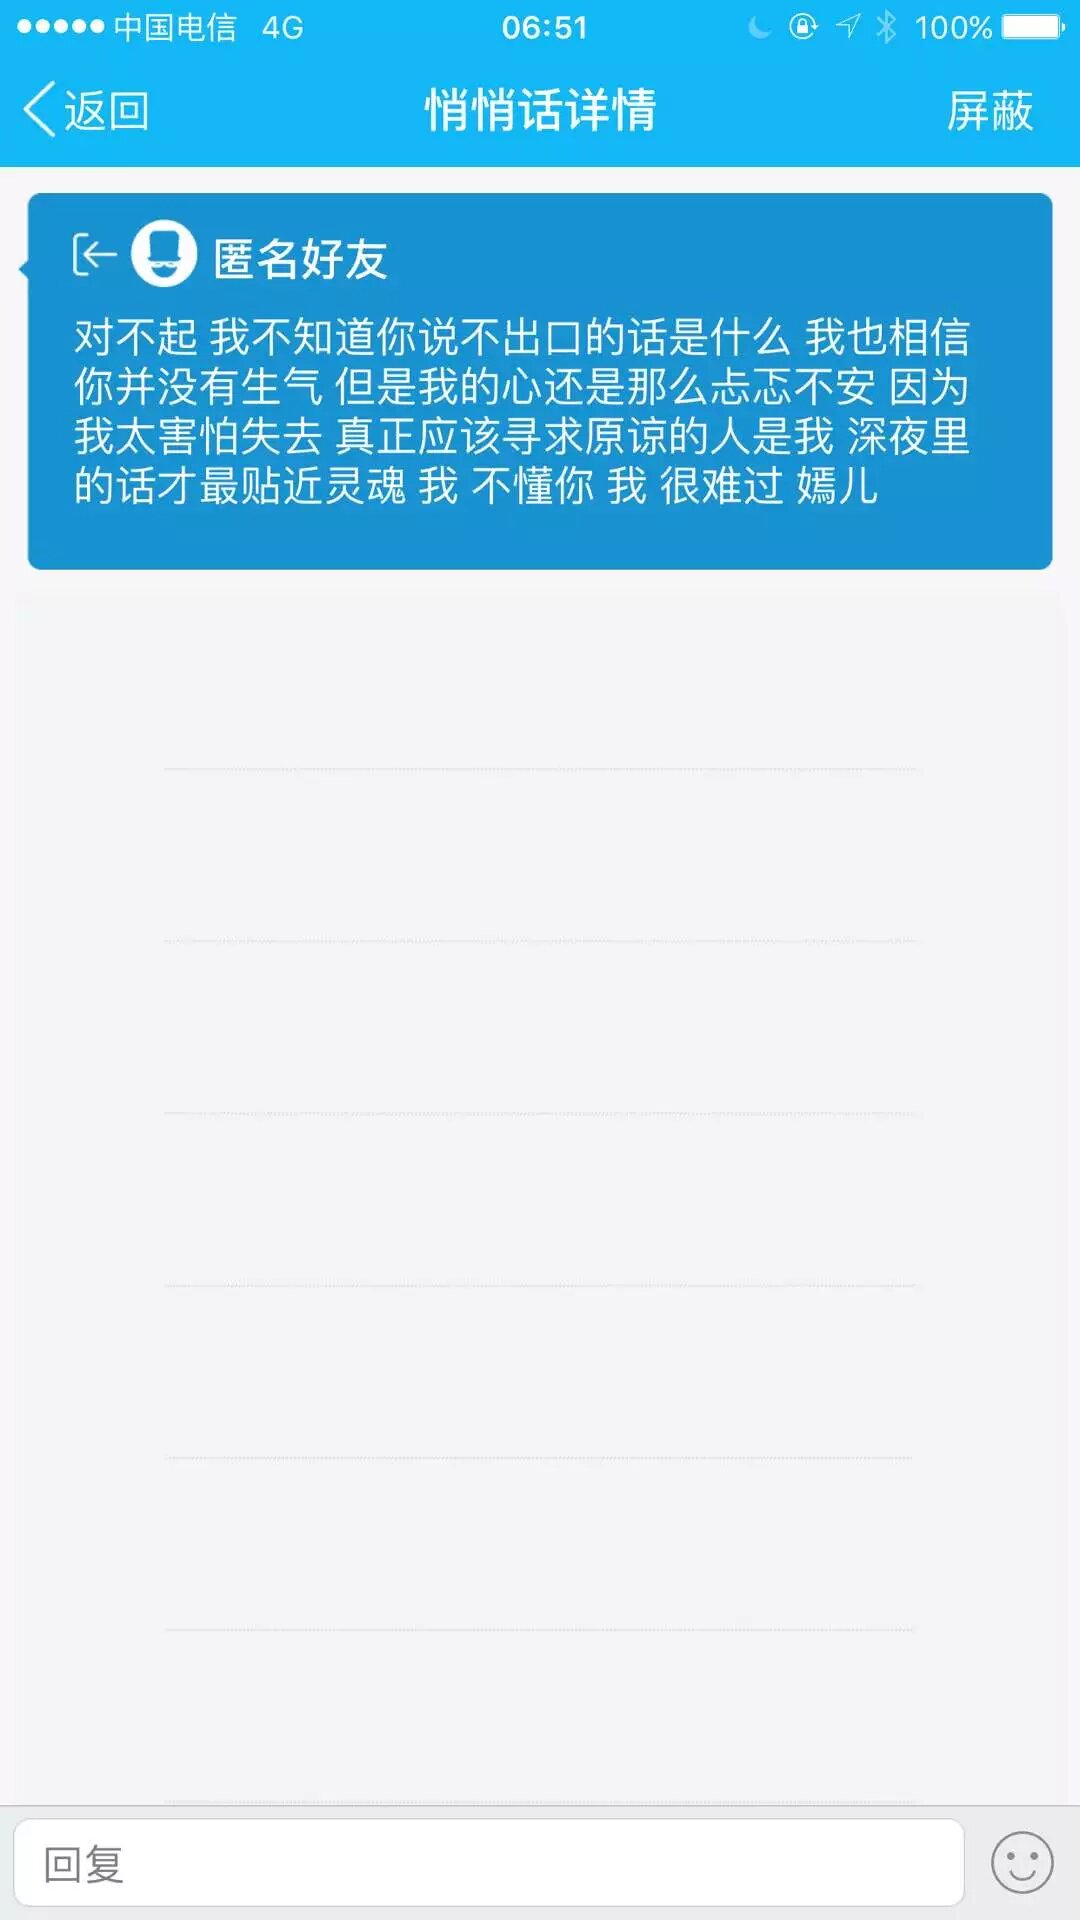 中国电信 4G 06:51 100%
返回 悄悄话详情 屏蔽
匿名好友
对不起 我不知道你说不出口的话是什么 我也相信
你并没有生气 但是我的心还是那么忐忑不安 因为
我太害怕失去 真正应该寻求原谅的人是我 深夜里
的话才最贴近灵魂 我 不懂你 我 很难过 嫣儿
回复